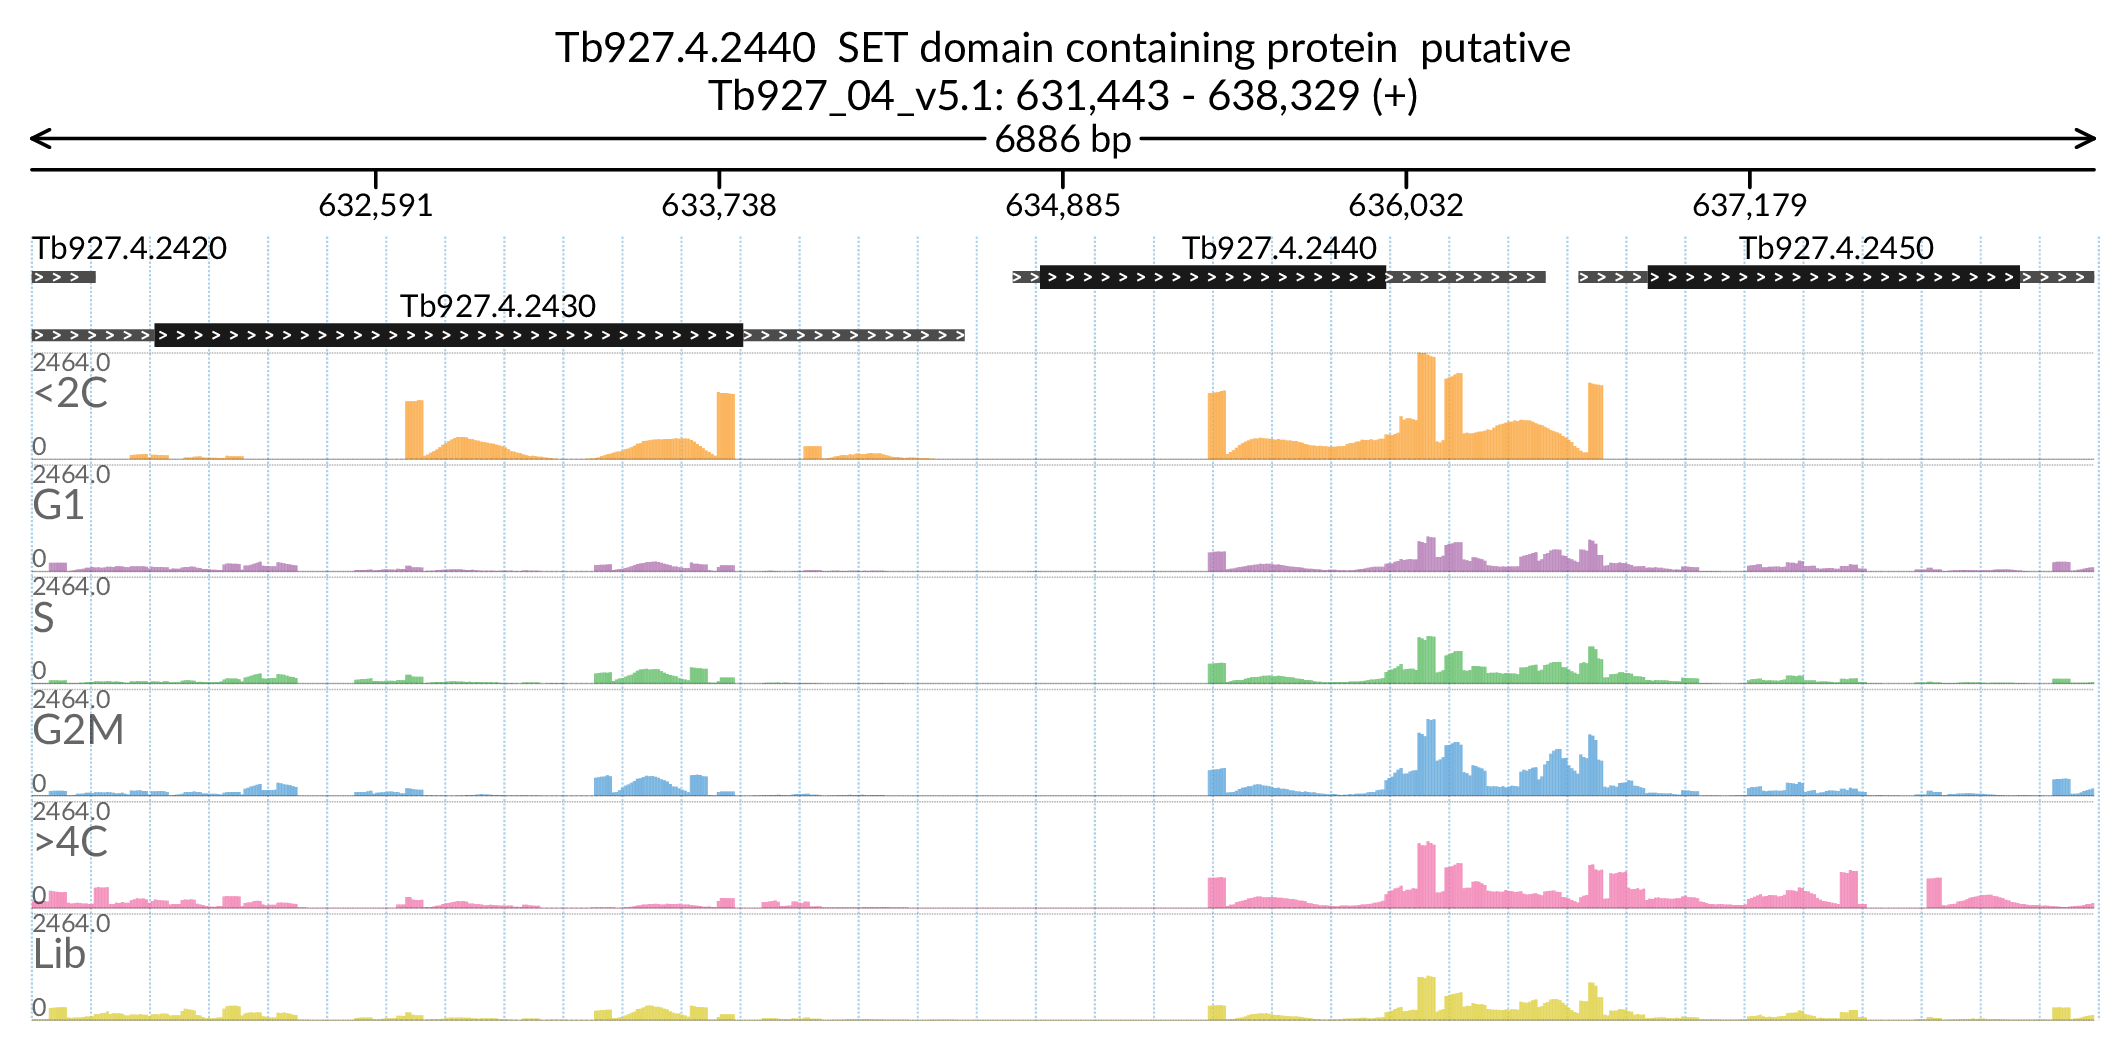 Tb927.4.2440  SET domain containing protein  putative
Tb927_04_v5.1: 631,443 - 638,329 (+)
6886 bp
632,591 633,738 634,885 636,032 637,179
Tb927.4.2420 Tb927.4.2440 Tb927.4.2450
Tb927.4.2430
2464.0
<2C
0
2464.0
G1
0
2464.0
S
0
2464.0
G2M
0
2464.0
>4C
0
2464.0
Lib
0